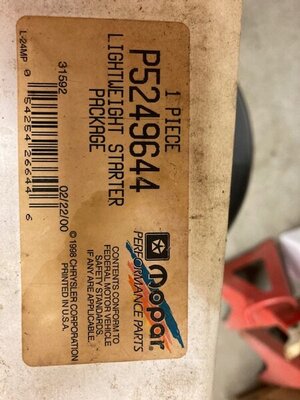 1 PIECE
P5249644
LIGHTWEIGHT STARTER
PACKAGE
31592 02/22/00
L-24MP 0 54254 26644 6
Mopar
PERFORMANCE PARTS
CONTENTS CONFORM TO
FEDERAL MOTOR VEHICLE
SAFETY STANDARDS,
IF ANY ARE APPLICABLE.
©1998 CHRYSLER CORPORATION
PRINTED IN U.S.A.